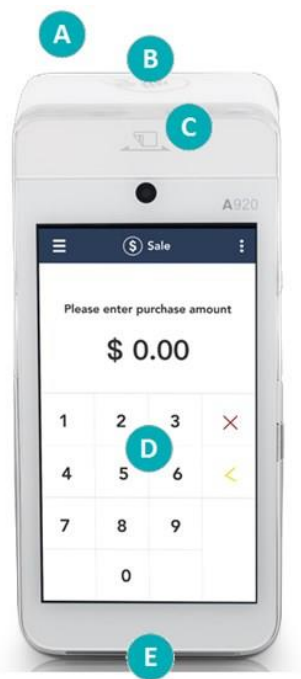 A
B
C
A920
Sale
Please enter purchase amount
$ 0.00
1 2 3
D
4 5 6
7 8 9
0
E